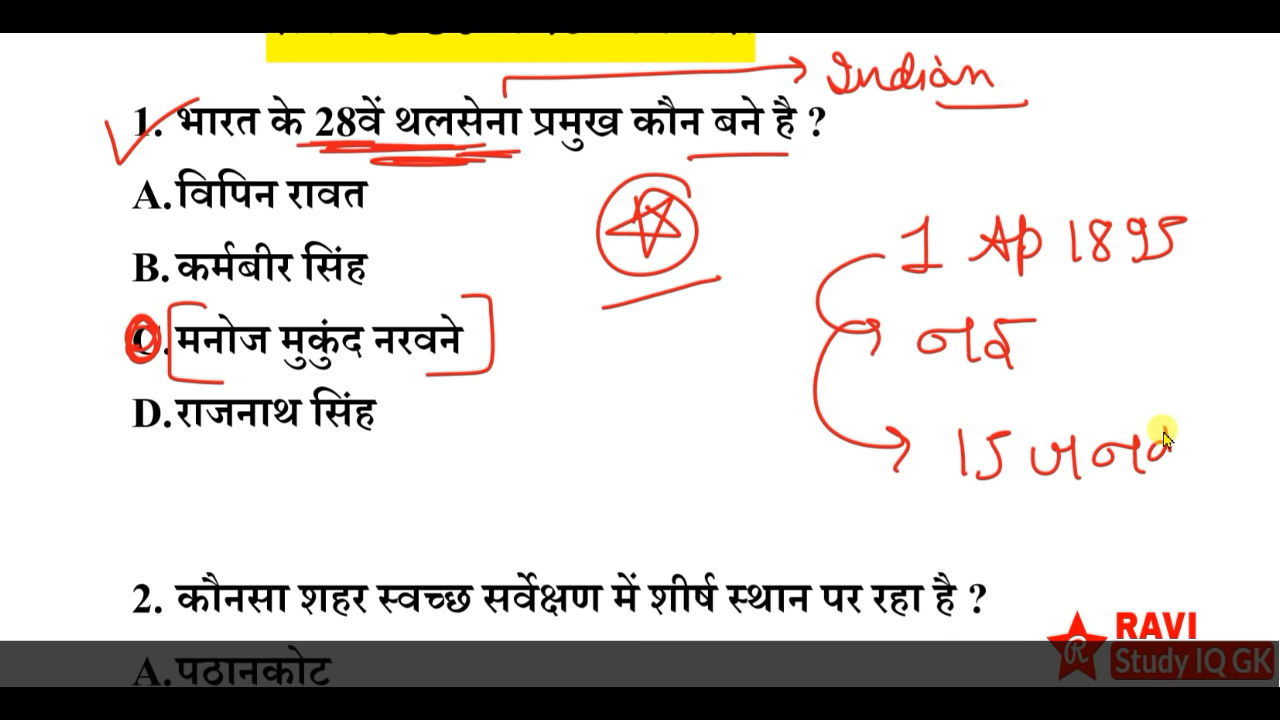 Indian
1. भारत के 28वें थलसेना प्रमुख कौन बने है ?
A. विपिन रावत
1 Ap 1895
B. कर्मबीर सिंह
C. मनोज मुकुंद नरवने
नई
D. राजनाथ सिंह
15 जनव
2. कौनसा शहर स्वच्छ सर्वेक्षण में शीर्ष स्थान पर रहा है ?
RAVI
R Study IQ GK
A. पठानकोट